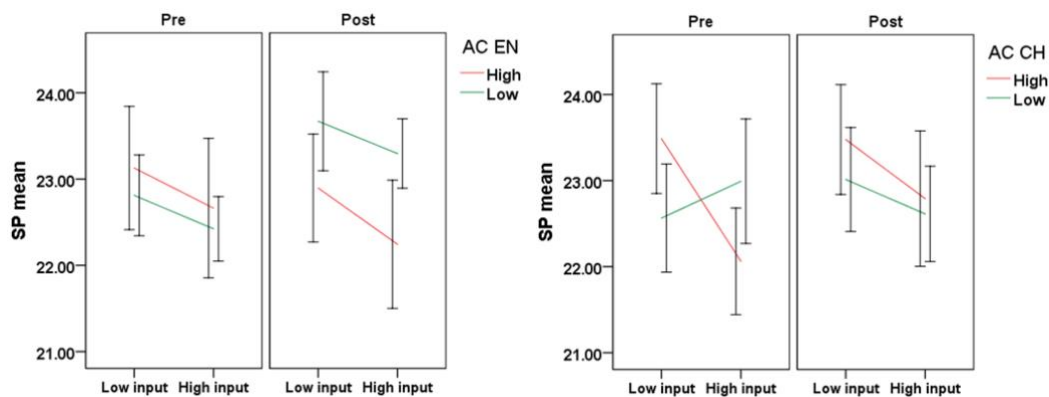 Pre
Post
AC EN
High
Low
SP mean
24.00
23.00
22.00
21.00
Low input High input
Low input High input
Pre
Post
AC CH
High
Low
SP mean
24.00
23.00
22.00
21.00
Low input High input
Low input High input